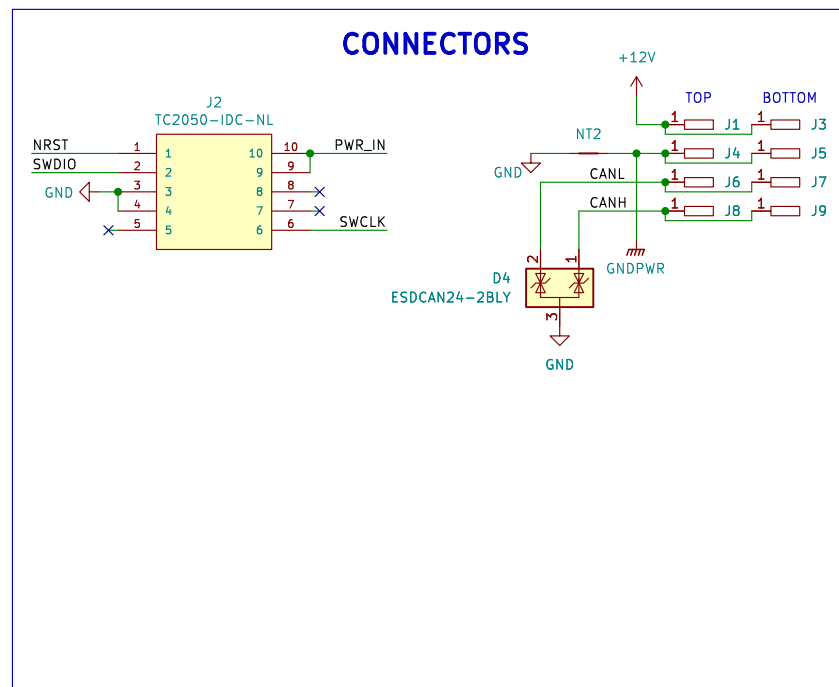 CONNECTORS
J2
TC2050-IDC-NL
NRST 1 1 10 10 PWR_IN
SWDIO 2 2 9 9
GND 3 3 8 8
4 4 7 7
5 5 6 6 SWCLK
+12V
TOP BOTTOM
1 J1 1 J3
NT2 1 J4 1 J5
GND
CANL 1 J6 1 J7
CANH 1 J8 1 J9
GNDPWR
2 1
D4
ESDCAN24-2BLY
3
GND